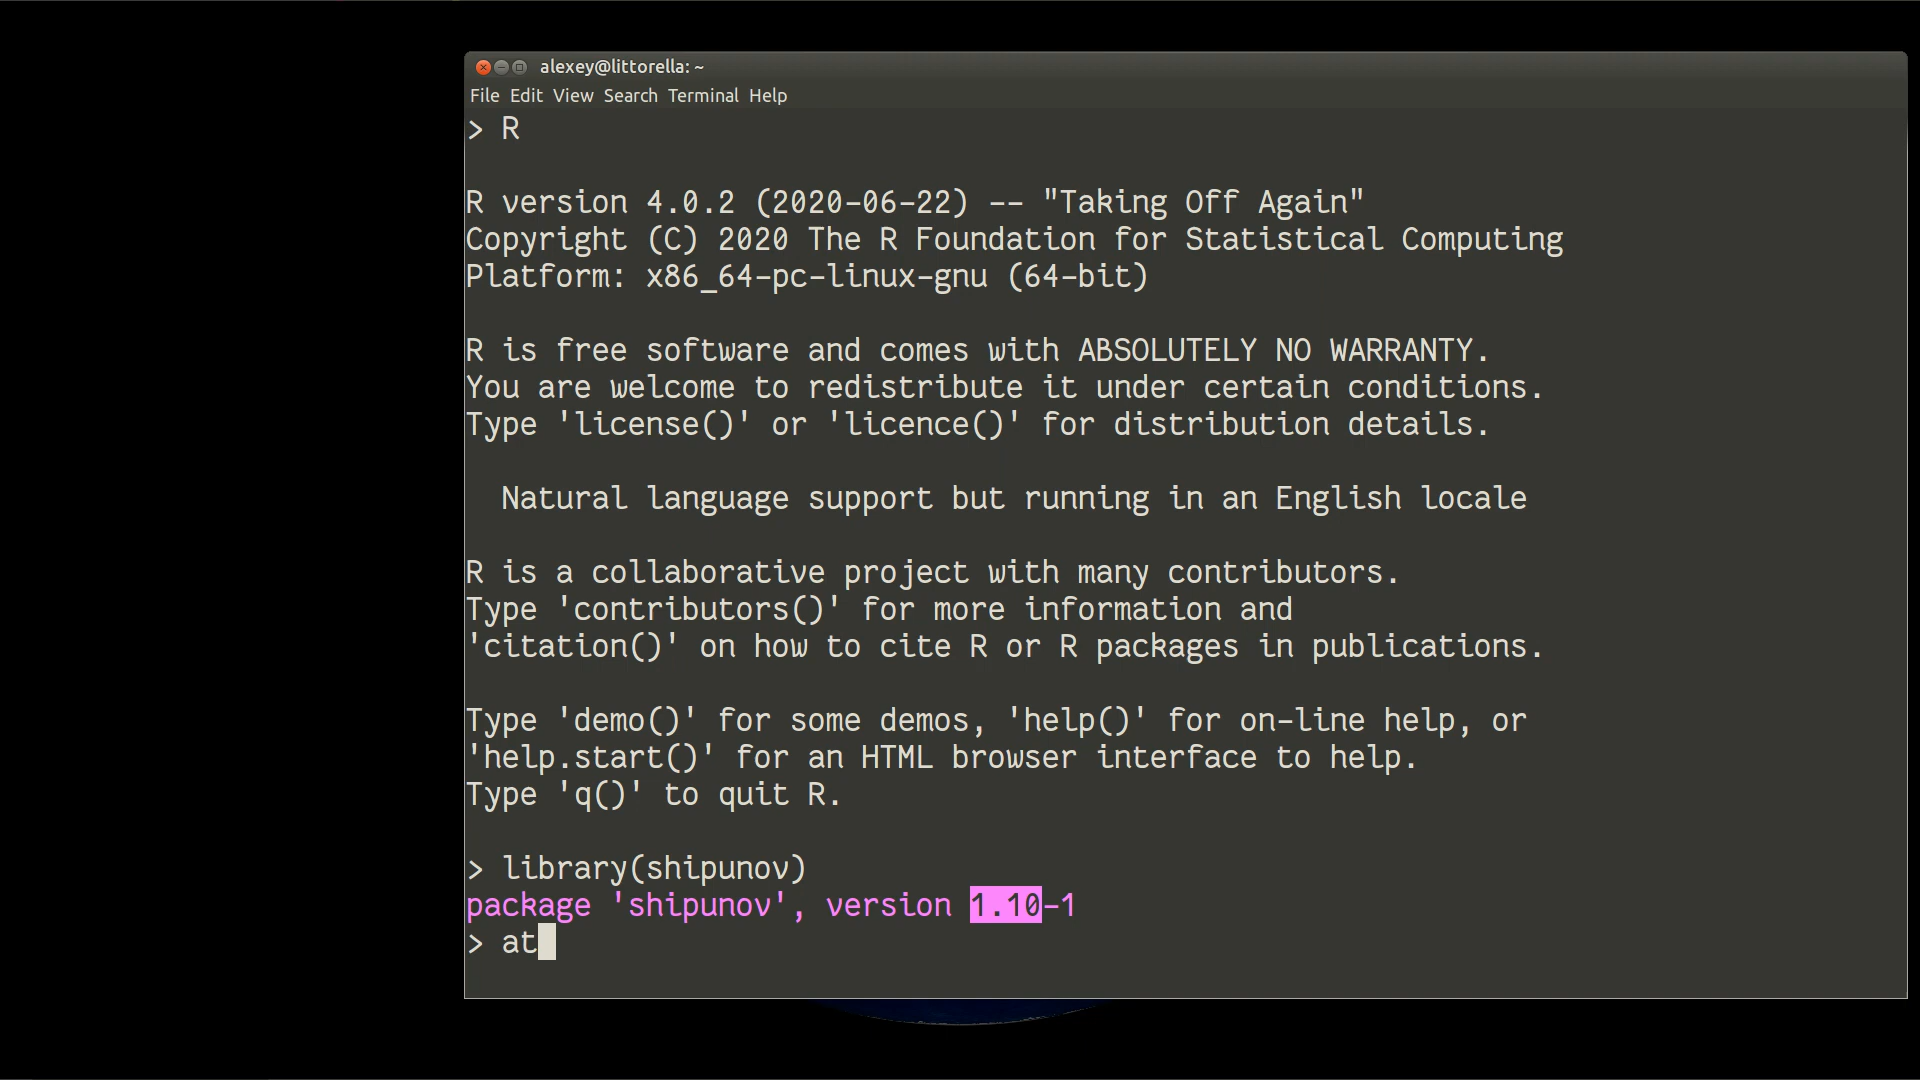 alexey@littorella: ~
File Edit View Search Terminal Help
> R
R version 4.0.2 (2020-06-22) -- "Taking Off Again"
Copyright (C) 2020 The R Foundation for Statistical Computing
Platform: x86_64-pc-linux-gnu (64-bit)
R is free software and comes with ABSOLUTELY NO WARRANTY.
You are welcome to redistribute it under certain conditions.
Type 'license()' or 'licence()' for distribution details.
Natural language support but running in an English locale
R is a collaborative project with many contributors.
Type 'contributors()' for more information and
'citation()' on how to cite R or R packages in publications.
Type 'demo()' for some demos, 'help()' for on-line help, or
'help.start()' for an HTML browser interface to help.
Type 'q()' to quit R.
> library(shipunov)
package 'shipunov', version 1.10-1
> at